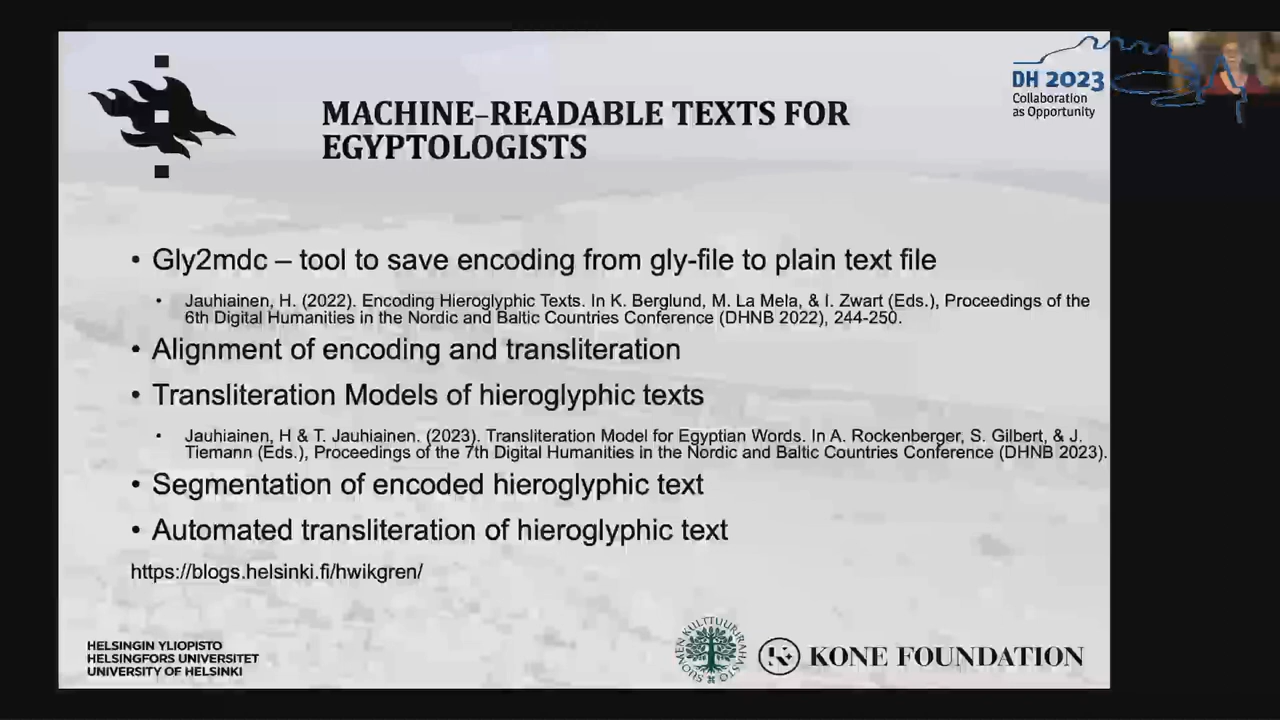 DH 2023
Collaboration
as Opportunity
MACHINE-READABLE TEXTS FOR
EGYPTOLOGISTS
• Gly2mdc – tool to save encoding from gly-file to plain text file
• Jauhiainen, H. (2022). Encoding Hieroglyphic Texts. In K. Berglund, M. La Mela, & I. Zwart (Eds.), Proceedings of the
6th Digital Humanities in the Nordic and Baltic Countries Conference (DHNB 2022), 244-250.
• Alignment of encoding and transliteration
• Transliteration Models of hieroglyphic texts
• Jauhiainen, H & T. Jauhiainen. (2023). Transliteration Model for Egyptian Words. In A. Rockenberger, S. Gilbert, & J.
Tiemann (Eds.), Proceedings of the 7th Digital Humanities in the Nordic and Baltic Countries Conference (DHNB 2023).
• Segmentation of encoded hieroglyphic text
• Automated transliteration of hieroglyphic text
https://blogs.helsinki.fi/hwikgren/
HELSINGIN YLIOPISTO
HELSINGFORS UNIVERSITET
UNIVERSITY OF HELSINKI
SUOMEN KULTTUURIRAHASTO
KONE FOUNDATION